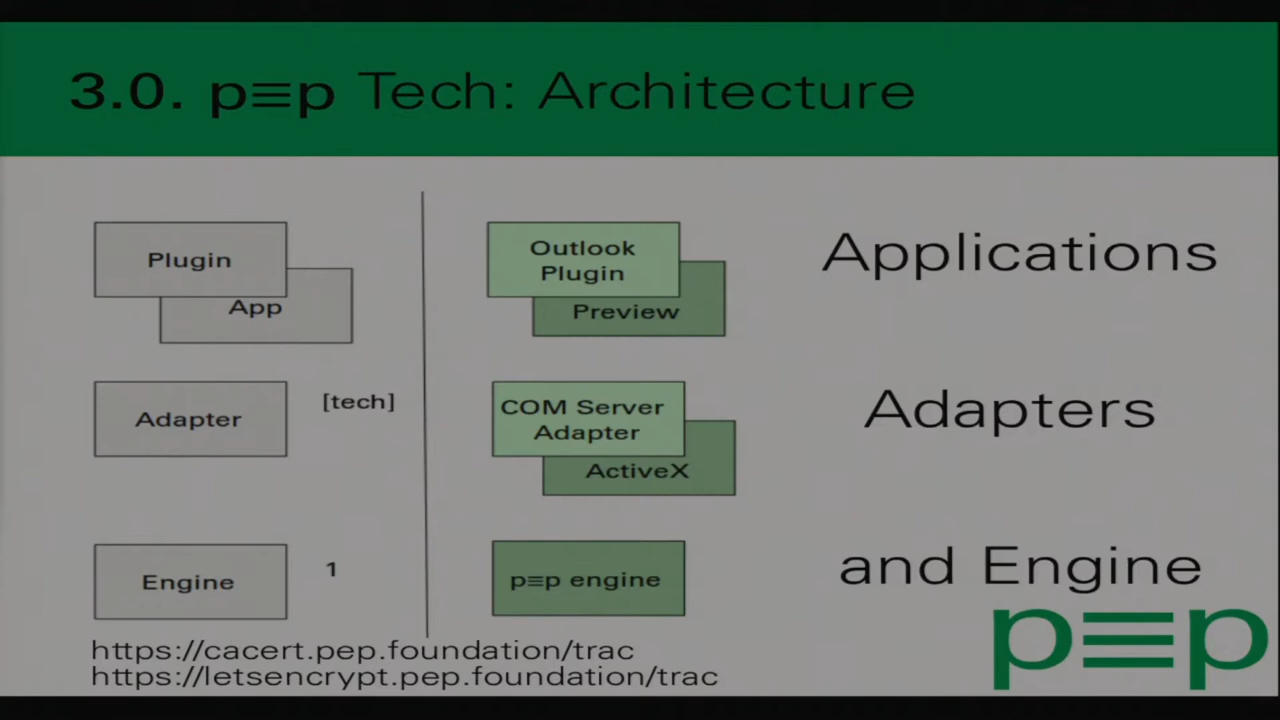 3.0. p≡p Tech: Architecture
Plugin
App
Outlook
Plugin
Preview
Applications
Adapter
[tech]
COM Server
Adapter
ActiveX
Adapters
Engine
1
p≡p engine
and Engine
https://cacert.pep.foundation/trac
https://letsencrypt.pep.foundation/trac
p≡p